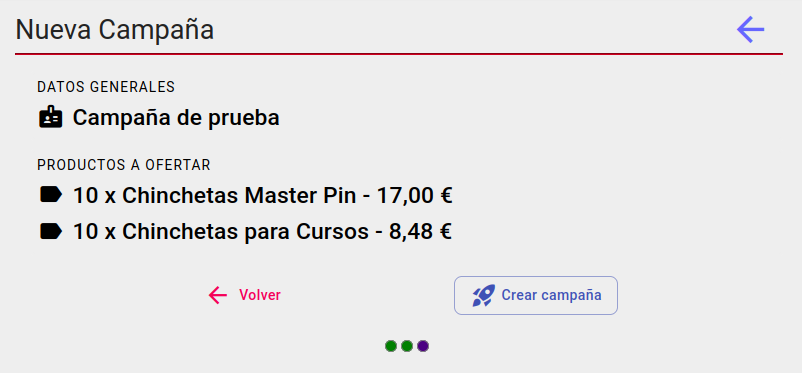 Nueva Campaña
DATOS GENERALES
Campaña de prueba
PRODUCTOS A OFERTAR
10 x Chinchetas Master Pin - 17,00 €
10 x Chinchetas para Cursos - 8,48 €
Volver
Crear campaña